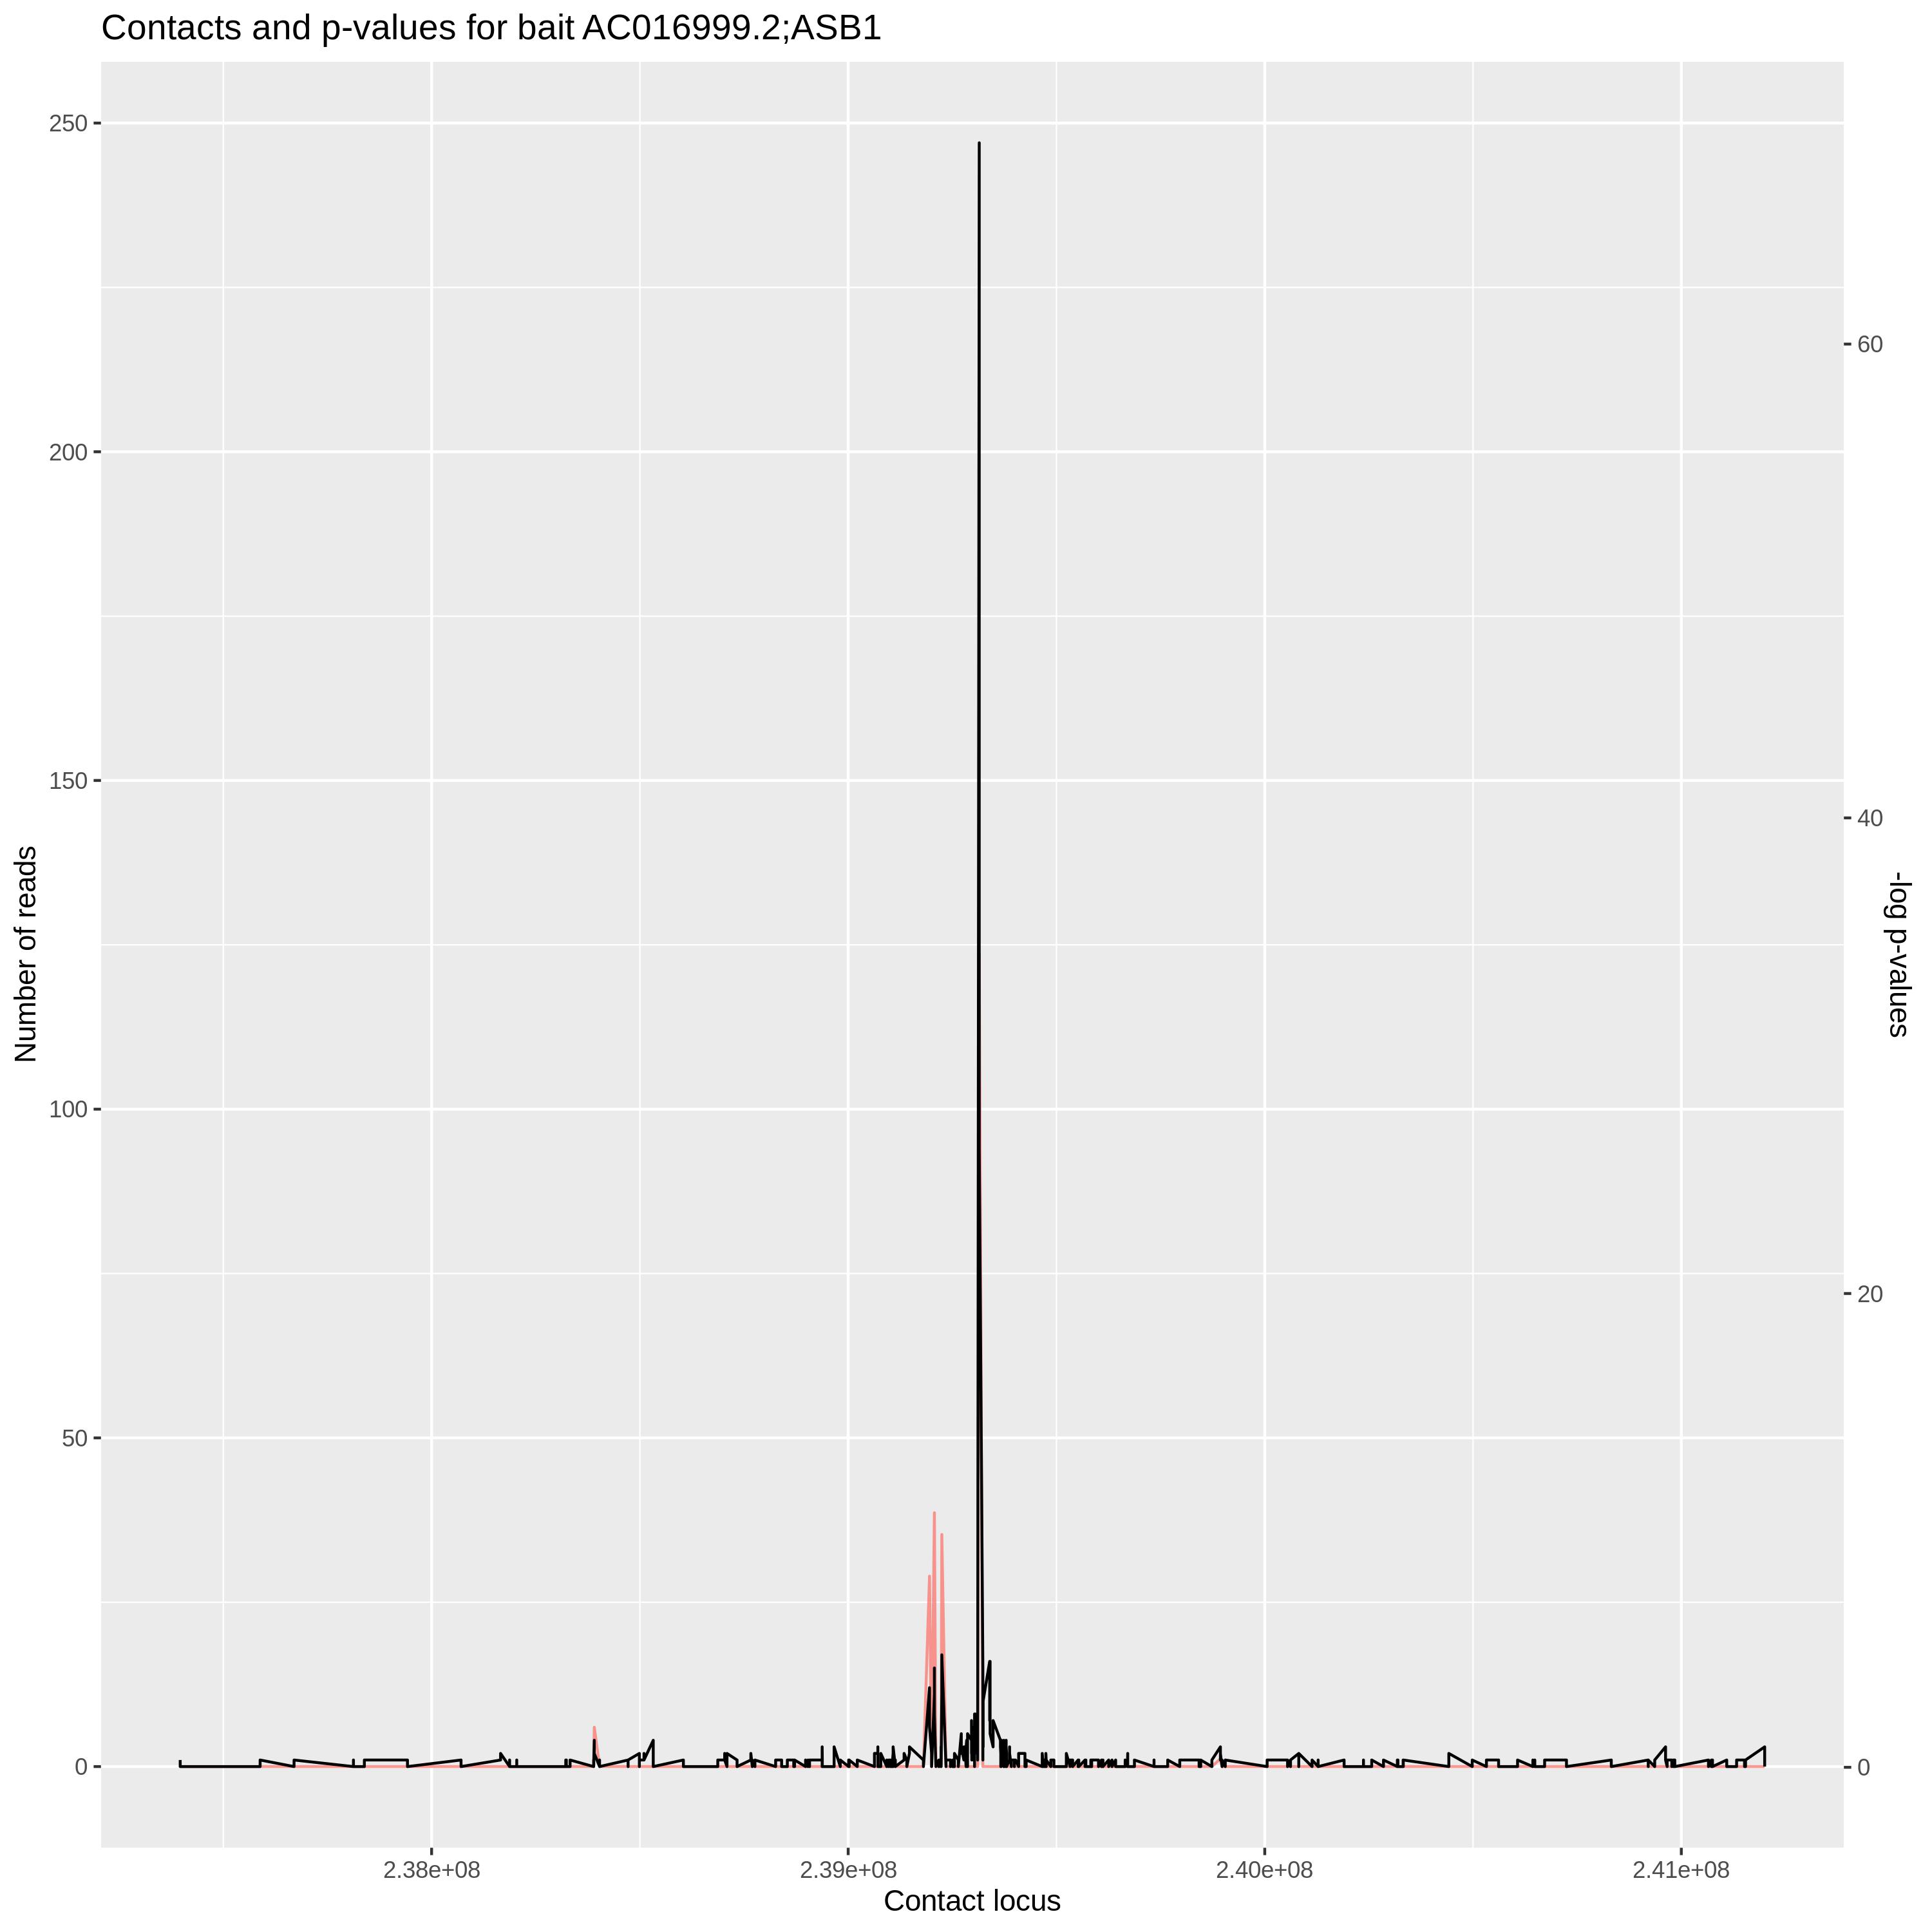 Contacts and p-values for bait AC016999.2;ASB1
250
200
150
100
50
0
Number of reads
60
40
20
0
-log p-values
2.38e+08
2.39e+08
2.40e+08
2.41e+08
Contact locus